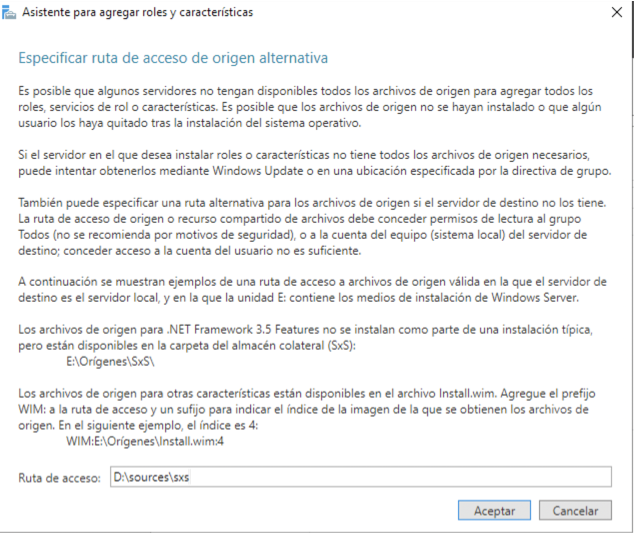 Asistente para agregar roles y características
Especificar ruta de acceso de origen alternativa
Es posible que algunos servidores no tengan disponibles todos los archivos de origen para agregar todos los
roles, servicios de rol o características. Es posible que los archivos de origen no se hayan instalado o que algún
usuario los haya quitado tras la instalación del sistema operativo.
Si el servidor en el que desea instalar roles o características no tiene todos los archivos de origen necesarios,
puede intentar obtenerlos mediante Windows Update o en una ubicación especificada por la directiva de grupo.
También puede especificar una ruta alternativa para los archivos de origen si el servidor de destino no los tiene.
La ruta de acceso de origen o recurso compartido de archivos debe conceder permisos de lectura al grupo
Todos (no se recomienda por motivos de seguridad), o a la cuenta del equipo (sistema local) del servidor de
destino; conceder acceso a la cuenta del usuario no es suficiente.
A continuación se muestran ejemplos de una ruta de acceso a archivos de origen válida en la que el servidor de
destino es el servidor local, y en la que la unidad E: contiene los medios de instalación de Windows Server.
Los archivos de origen para .NET Framework 3.5 Features no se instalan como parte de una instalación típica,
pero están disponibles en la carpeta del almacén colateral (SxS):
E:\Orígenes\SxS\
Los archivos de origen para otras características están disponibles en el archivo Install.wim. Agregue el prefijo
WIM: a la ruta de acceso y un sufijo para indicar el índice de la imagen de la que se obtienen los archivos de
origen. En el siguiente ejemplo, el índice es 4:
WIM:E:\Orígenes\Install.wim:4
Ruta de acceso: D:\sources\sxs
Aceptar Cancelar